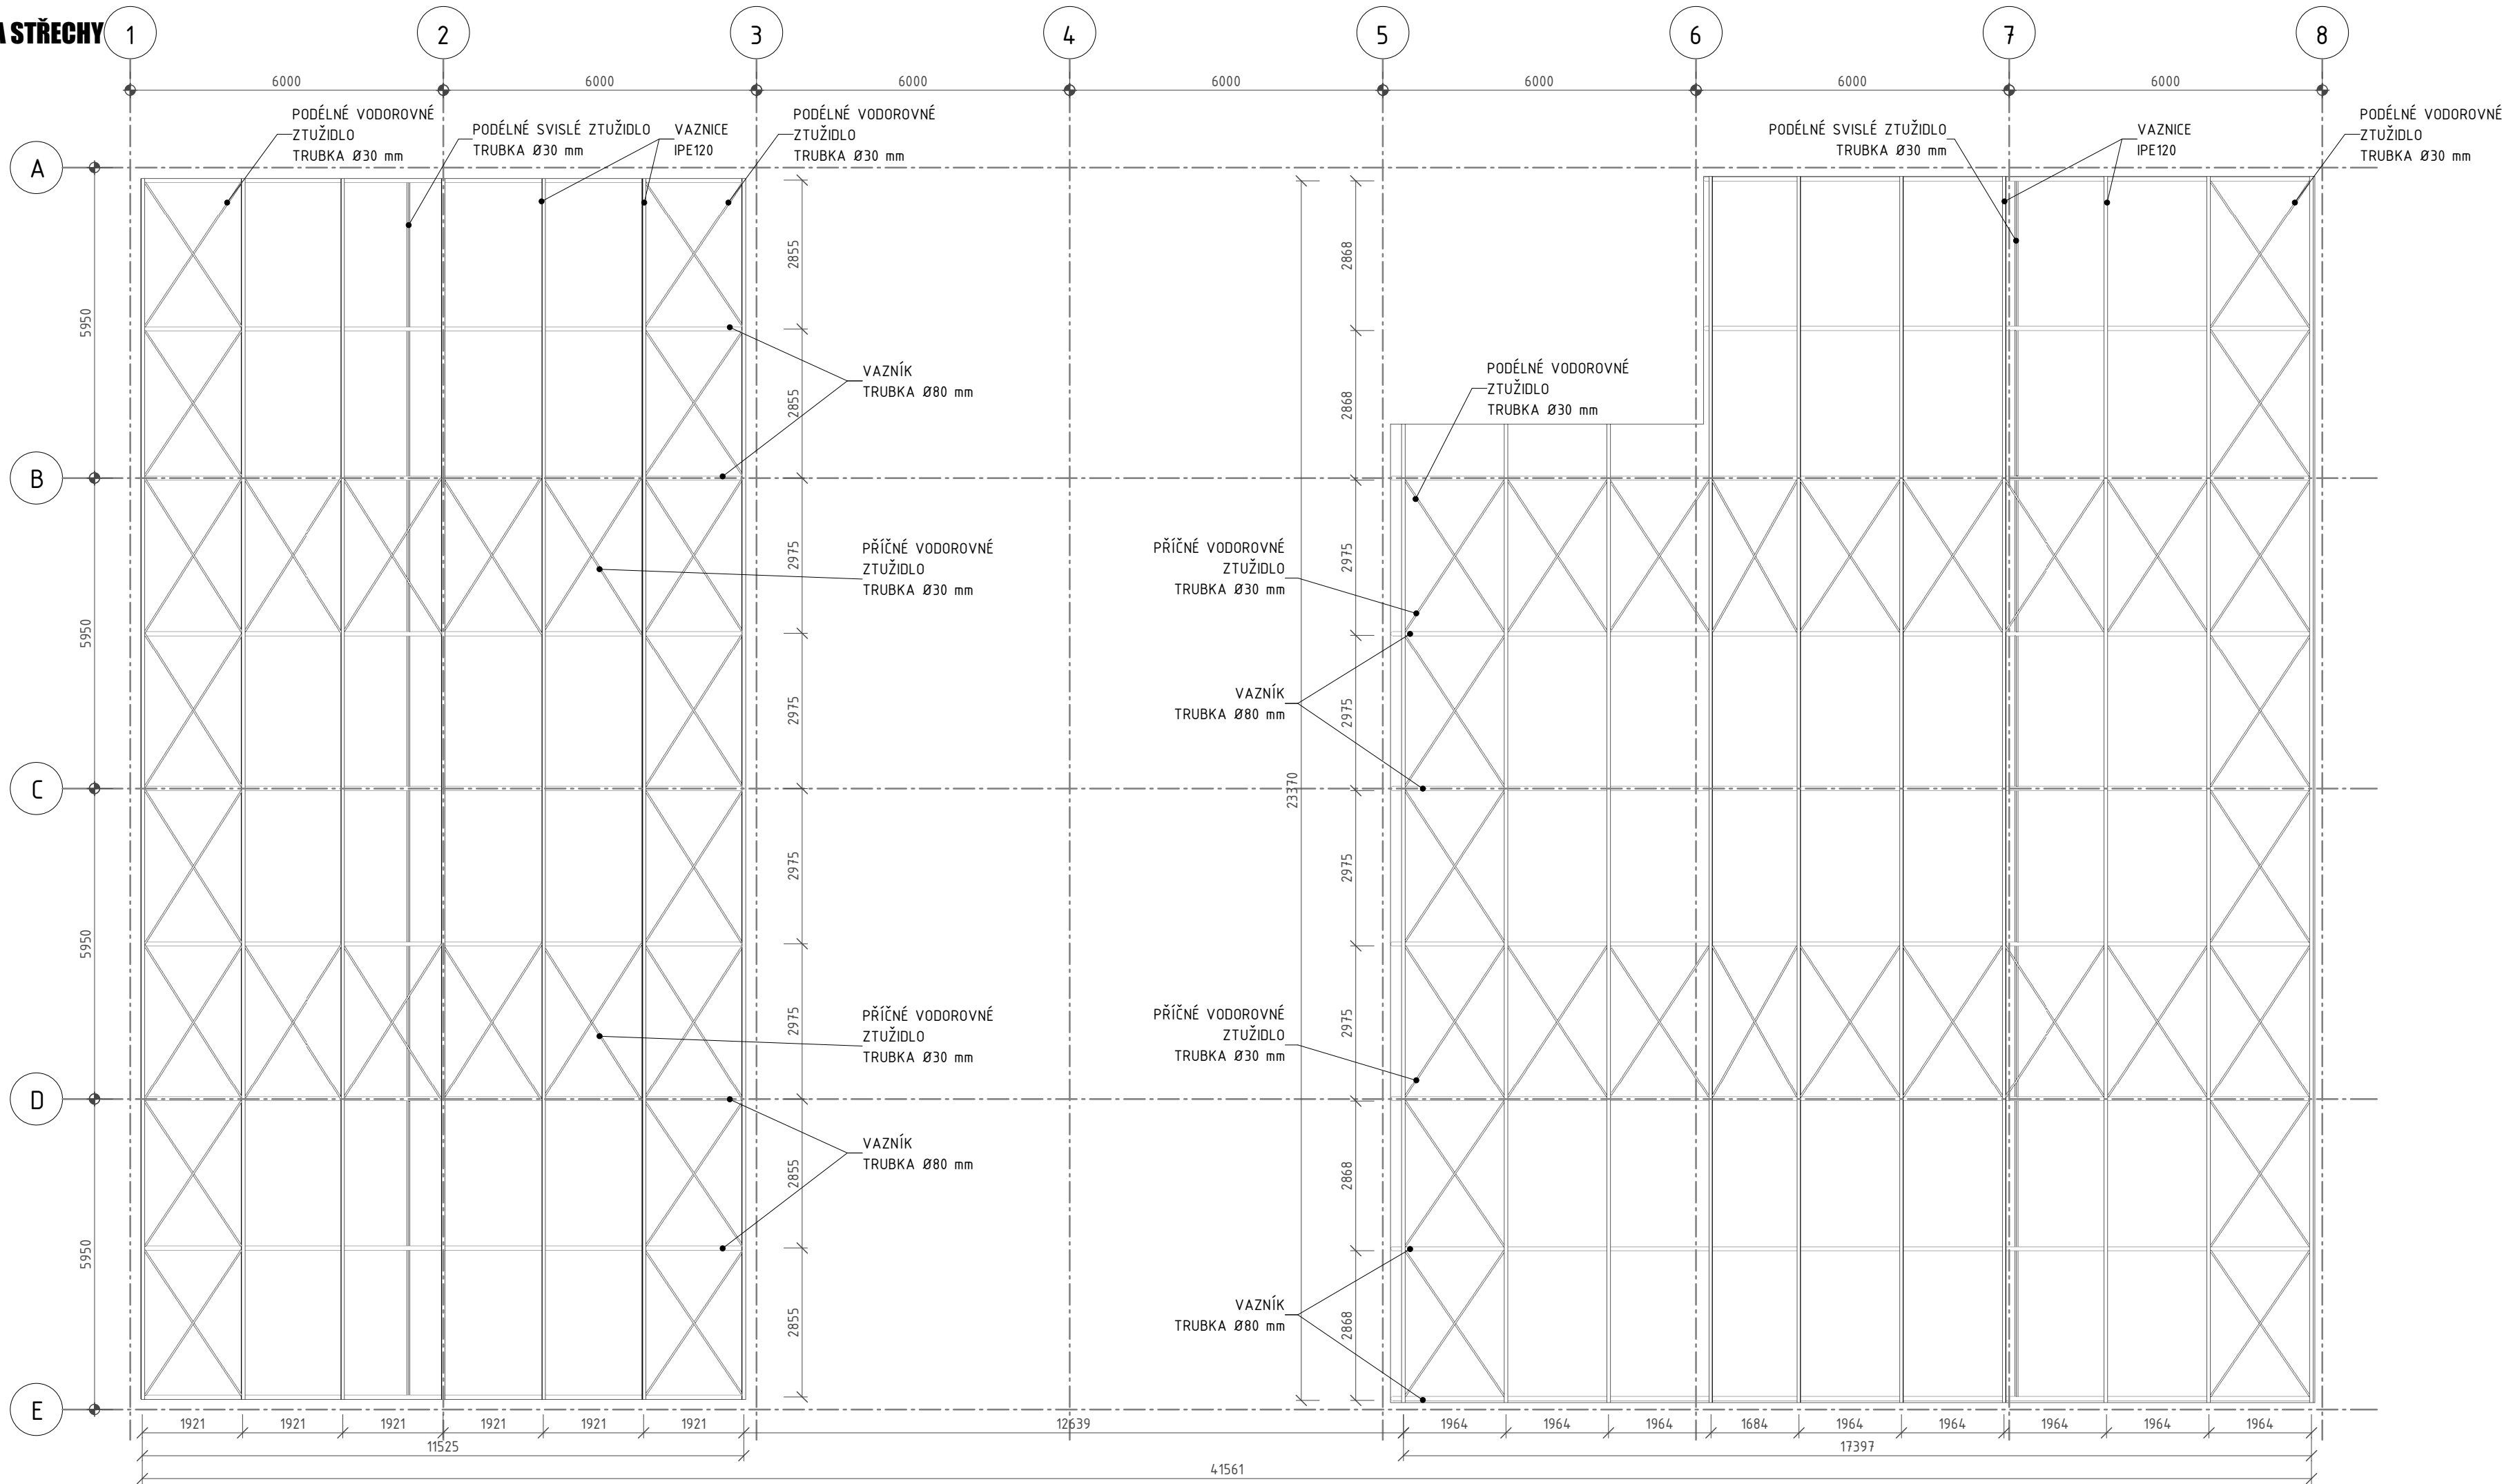 A STŘECHY
1
2
3
4
5
6
7
8
6000
6000
6000
6000
6000
6000
6000
PODÉLNÉ VODOROVNÉ
ZTUŽIDLO
TRUBKA Ø30 mm
PODÉLNÉ SVISLÉ ZTUŽIDLO
TRUBKA Ø30 mm
VAZNICE
IPE120
PODÉLNÉ VODOROVNÉ
ZTUŽIDLO
TRUBKA Ø30 mm
PODÉLNÉ SVISLÉ ZTUŽIDLO
TRUBKA Ø30 mm
VAZNICE
IPE120
PODÉLNÉ VODOROVNÉ
ZTUŽIDLO
TRUBKA Ø30 mm
A
B
C
D
E
5950
5950
5950
5950
2855
2855
2975
2975
2975
2975
2855
2855
VAZNÍK
TRUBKA Ø80 mm
PŘÍČNÉ VODOROVNÉ
ZTUŽIDLO
TRUBKA Ø30 mm
PŘÍČNÉ VODOROVNÉ
ZTUŽIDLO
TRUBKA Ø30 mm
VAZNÍK
TRUBKA Ø80 mm
23370
2868
2868
2975
2975
2975
2975
2868
2868
PODÉLNÉ VODOROVNÉ
ZTUŽIDLO
TRUBKA Ø30 mm
PŘÍČNÉ VODOROVNÉ
ZTUŽIDLO
TRUBKA Ø30 mm
VAZNÍK
TRUBKA Ø80 mm
PŘÍČNÉ VODOROVNÉ
ZTUŽIDLO
TRUBKA Ø30 mm
VAZNÍK
TRUBKA Ø80 mm
1921
1921
1921
1921
1921
1921
12639
1964
1964
1964
1684
1964
1964
1964
1964
1964
11525
17397
41561